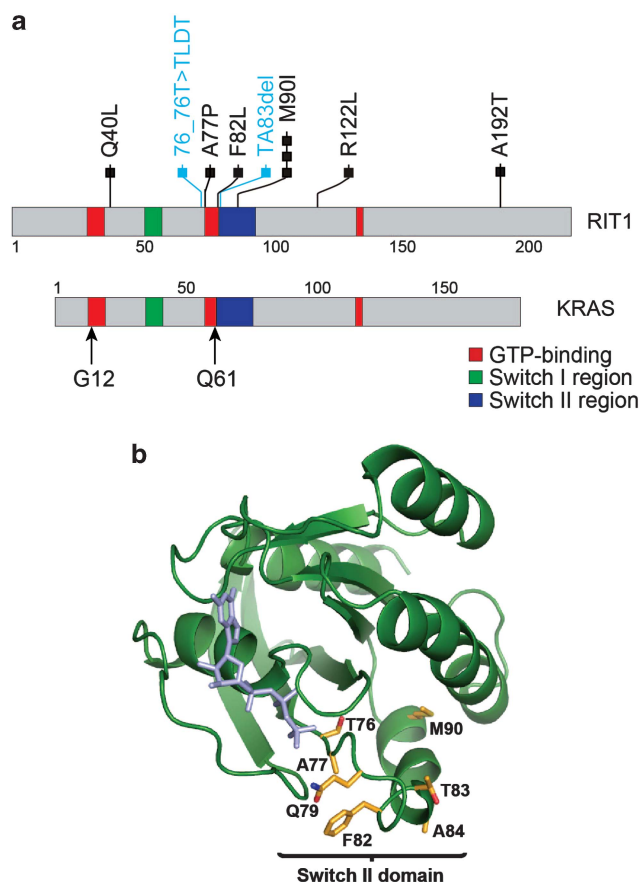 a
Q40L
76_76T>TLDT
A77P
F82L
TA83del
M90I
R122L
A192T
RIT1
1 50 100 150 200
1 50 100 150
KRAS
G12
Q61
GTP-binding
Switch I region
Switch II region
b
T76
M90
A77
T83
Q79
A84
F82
Switch II domain